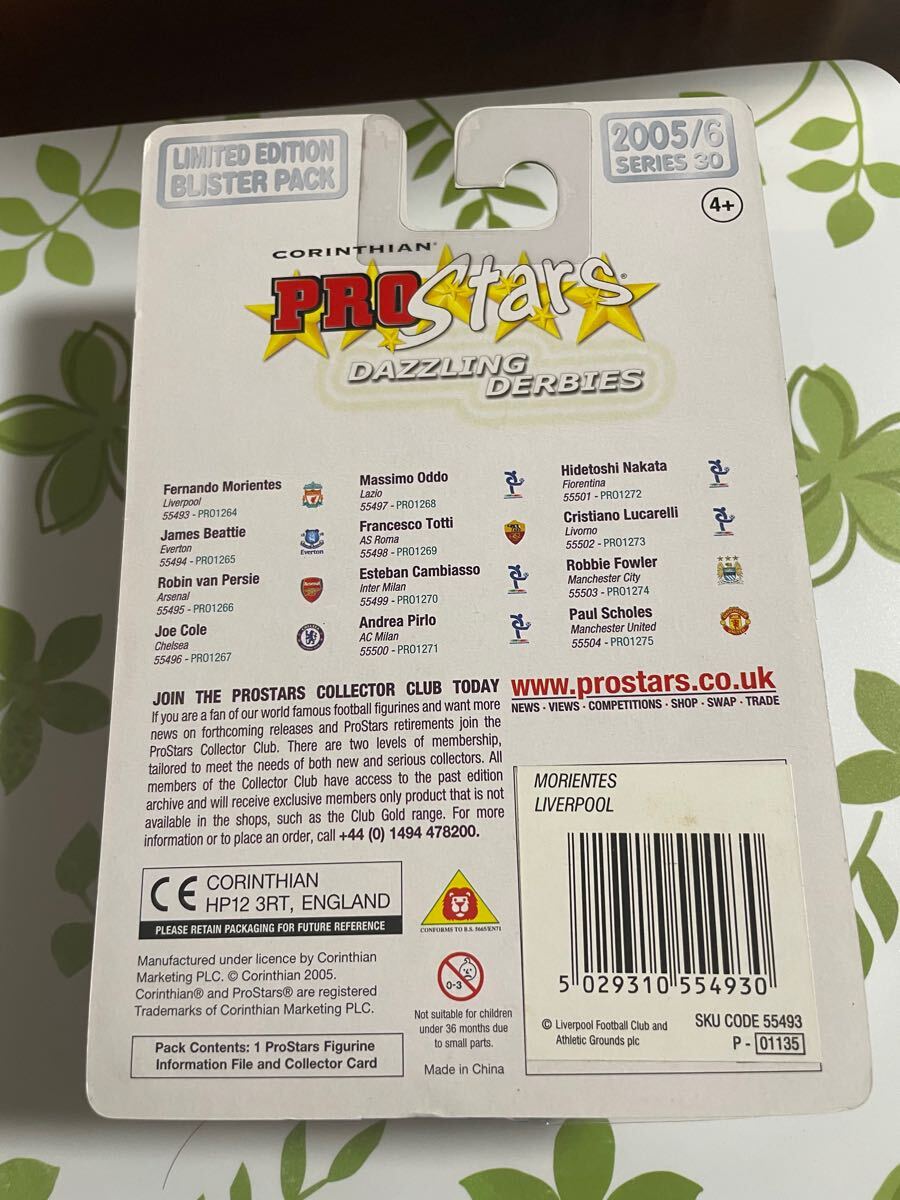 LIMITED EDITION
BLISTER PACK
2005/6
SERIES 30
4+
CORINTHIAN®
PROStars®
DAZZLING
DERBIES
Fernando Morientes
Liverpool
55493 - PRO1264
James Beattie
Everton
55494 - PRO1265
Everton
Robin van Persie
Arsenal
55495 - PRO1266
Arsenal
Joe Cole
Chelsea
55496 - PRO1267
Massimo Oddo
Lazio
55497 - PRO1268
Francesco Totti
AS Roma
55498 - PRO1269
Esteban Cambiasso
Inter Milan
55499 - PRO1270
Andrea Pirlo
AC Milan
55500 - PRO1271
Hidetoshi Nakata
Fiorentina
55501 - PRO1272
Cristiano Lucarelli
Livorno
55502 - PRO1273
Robbie Fowler
Manchester City
55503 - PRO1274
Paul Scholes
Manchester United
55504 - PRO1275
JOIN THE PROSTARS COLLECTOR CLUB TODAY
If you are a fan of our world famous football figurines and want more
news on forthcoming releases and ProStars retirements join the
ProStars Collector Club. There are two levels of membership,
tailored to meet the needs of both new and serious collectors. All
members of the Collector Club have access to the past edition
archive and will receive exclusive members only product that is not
available in the shops, such as the Club Gold range. For more
information or to place an order, call +44 (0) 1494 478200.
www.prostars.co.uk
NEWS · VIEWS · COMPETITIONS · SHOP · SWAP · TRADE
MORIENTES
LIVERPOOL
5 029310 554930
© Liverpool Football Club and
Athletic Grounds plc
SKU CODE 55493
P - 01135
CE CORINTHIAN
HP12 3RT, ENGLAND
PLEASE RETAIN PACKAGING FOR FUTURE REFERENCE
CONFORMS TO B.S. 5665/EN71
Manufactured under licence by Corinthian
Marketing PLC. © Corinthian 2005.
Corinthian® and ProStars® are registered
Trademarks of Corinthian Marketing PLC.
0-3
Not suitable for children
under 36 months due
to small parts.
Pack Contents: 1 ProStars Figurine
Information File and Collector Card
Made in China